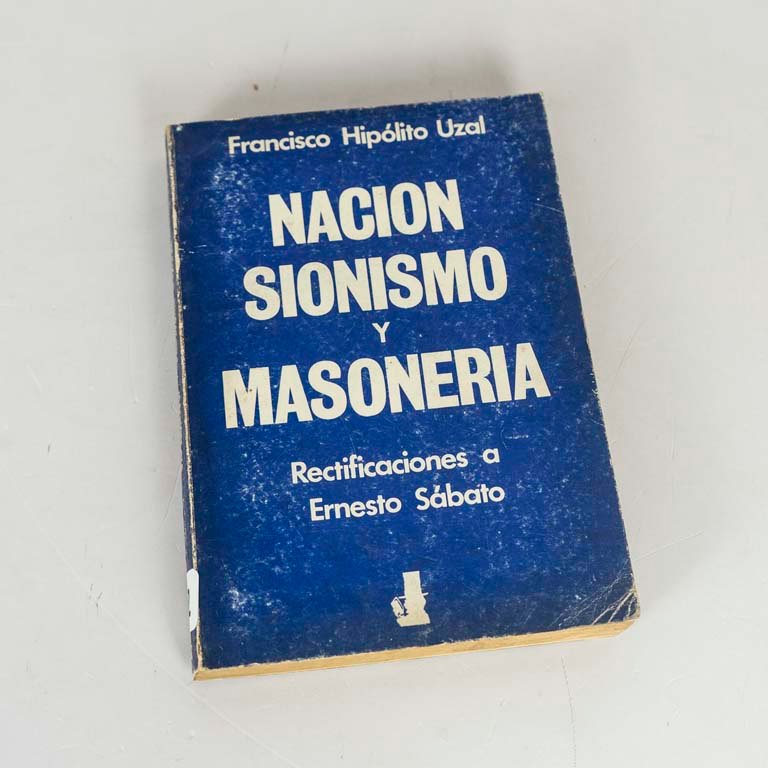 Francisco Hipólito Uzal
NACION
SIONISMO
Y
MASONERIA
Rectificaciones a
Ernesto Sábato